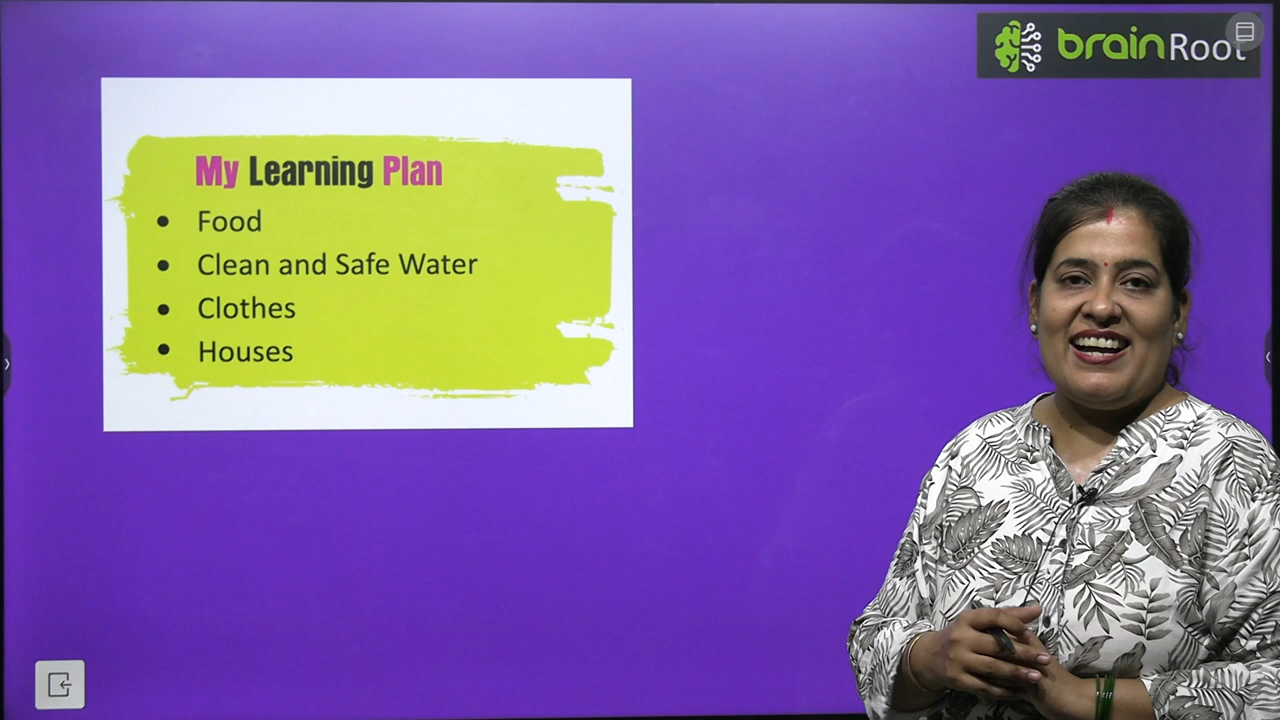 brainRoot
My Learning Plan
• Food
• Clean and Safe Water
• Clothes
• Houses